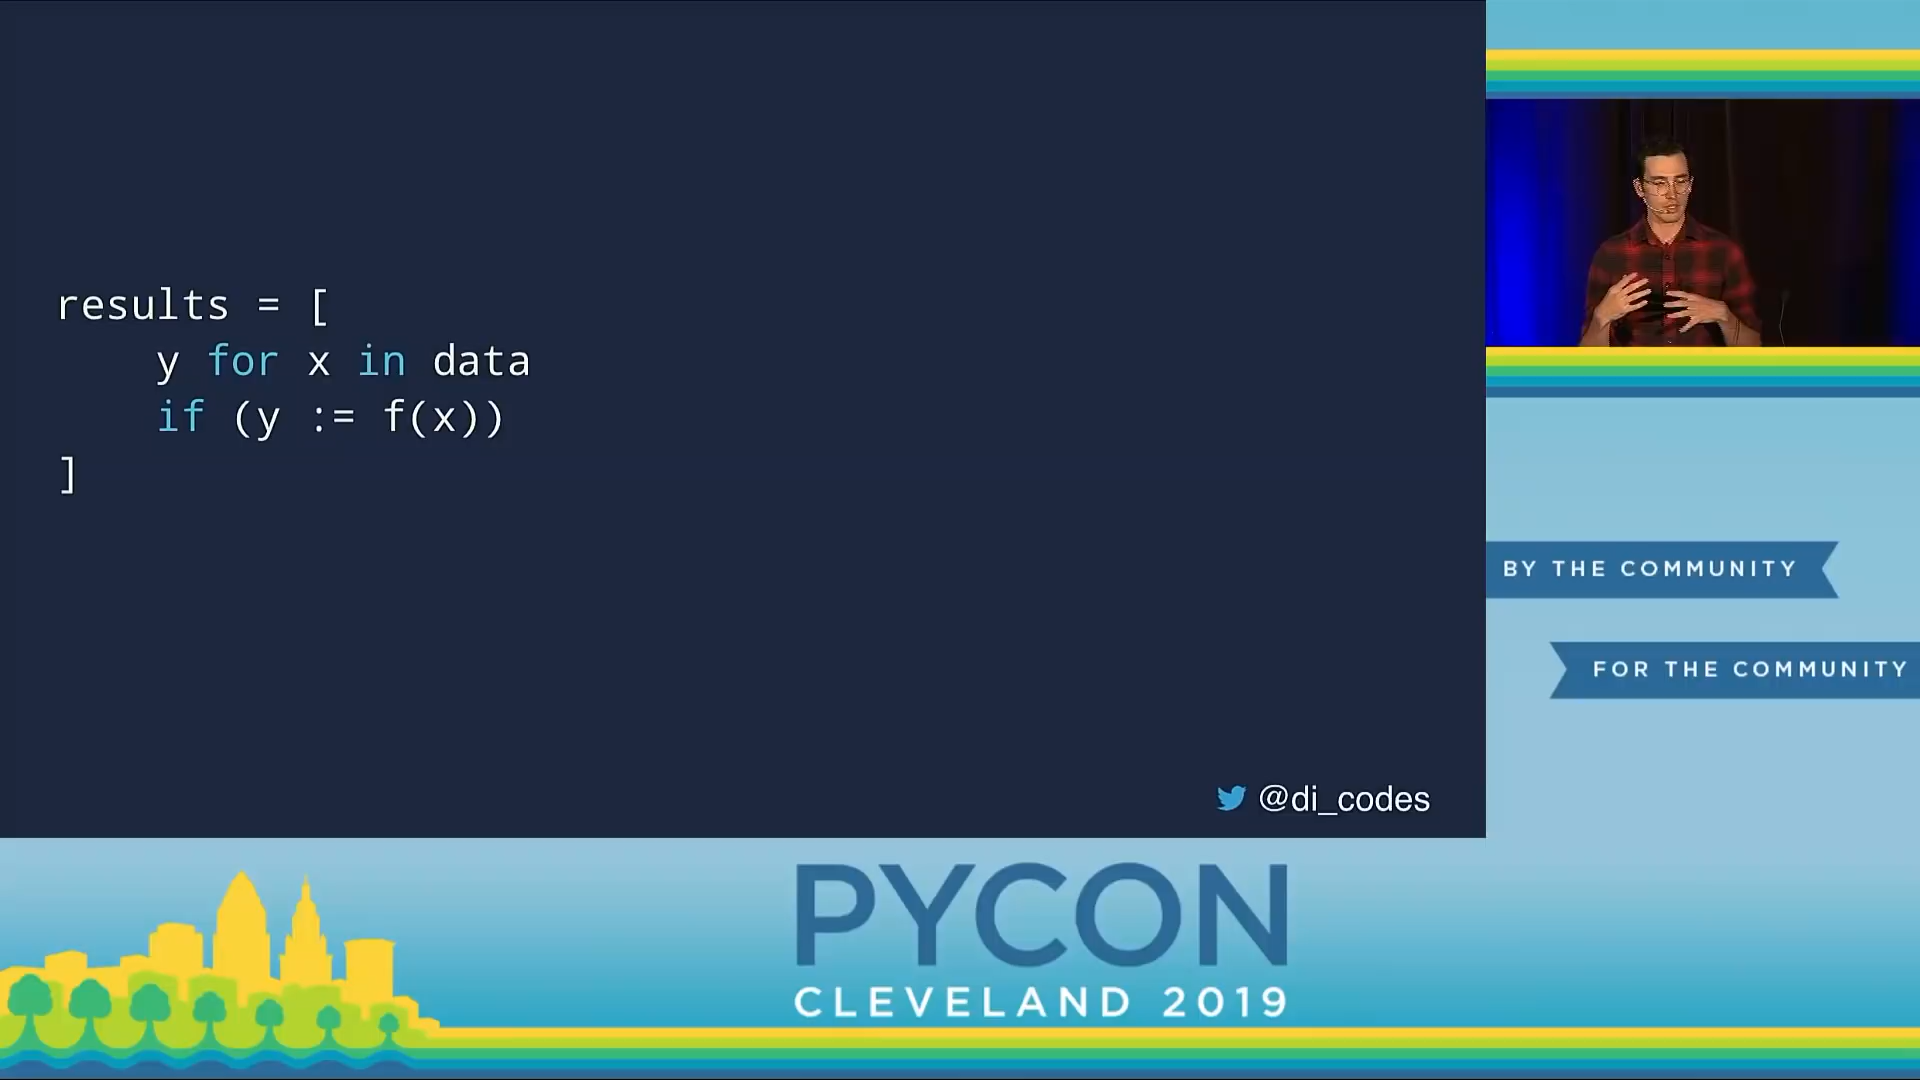 results = [
    y for x in data
    if (y := f(x))
]
@di_codes
BY THE COMMUNITY
FOR THE COMMUNITY
PYCON
CLEVELAND 2019